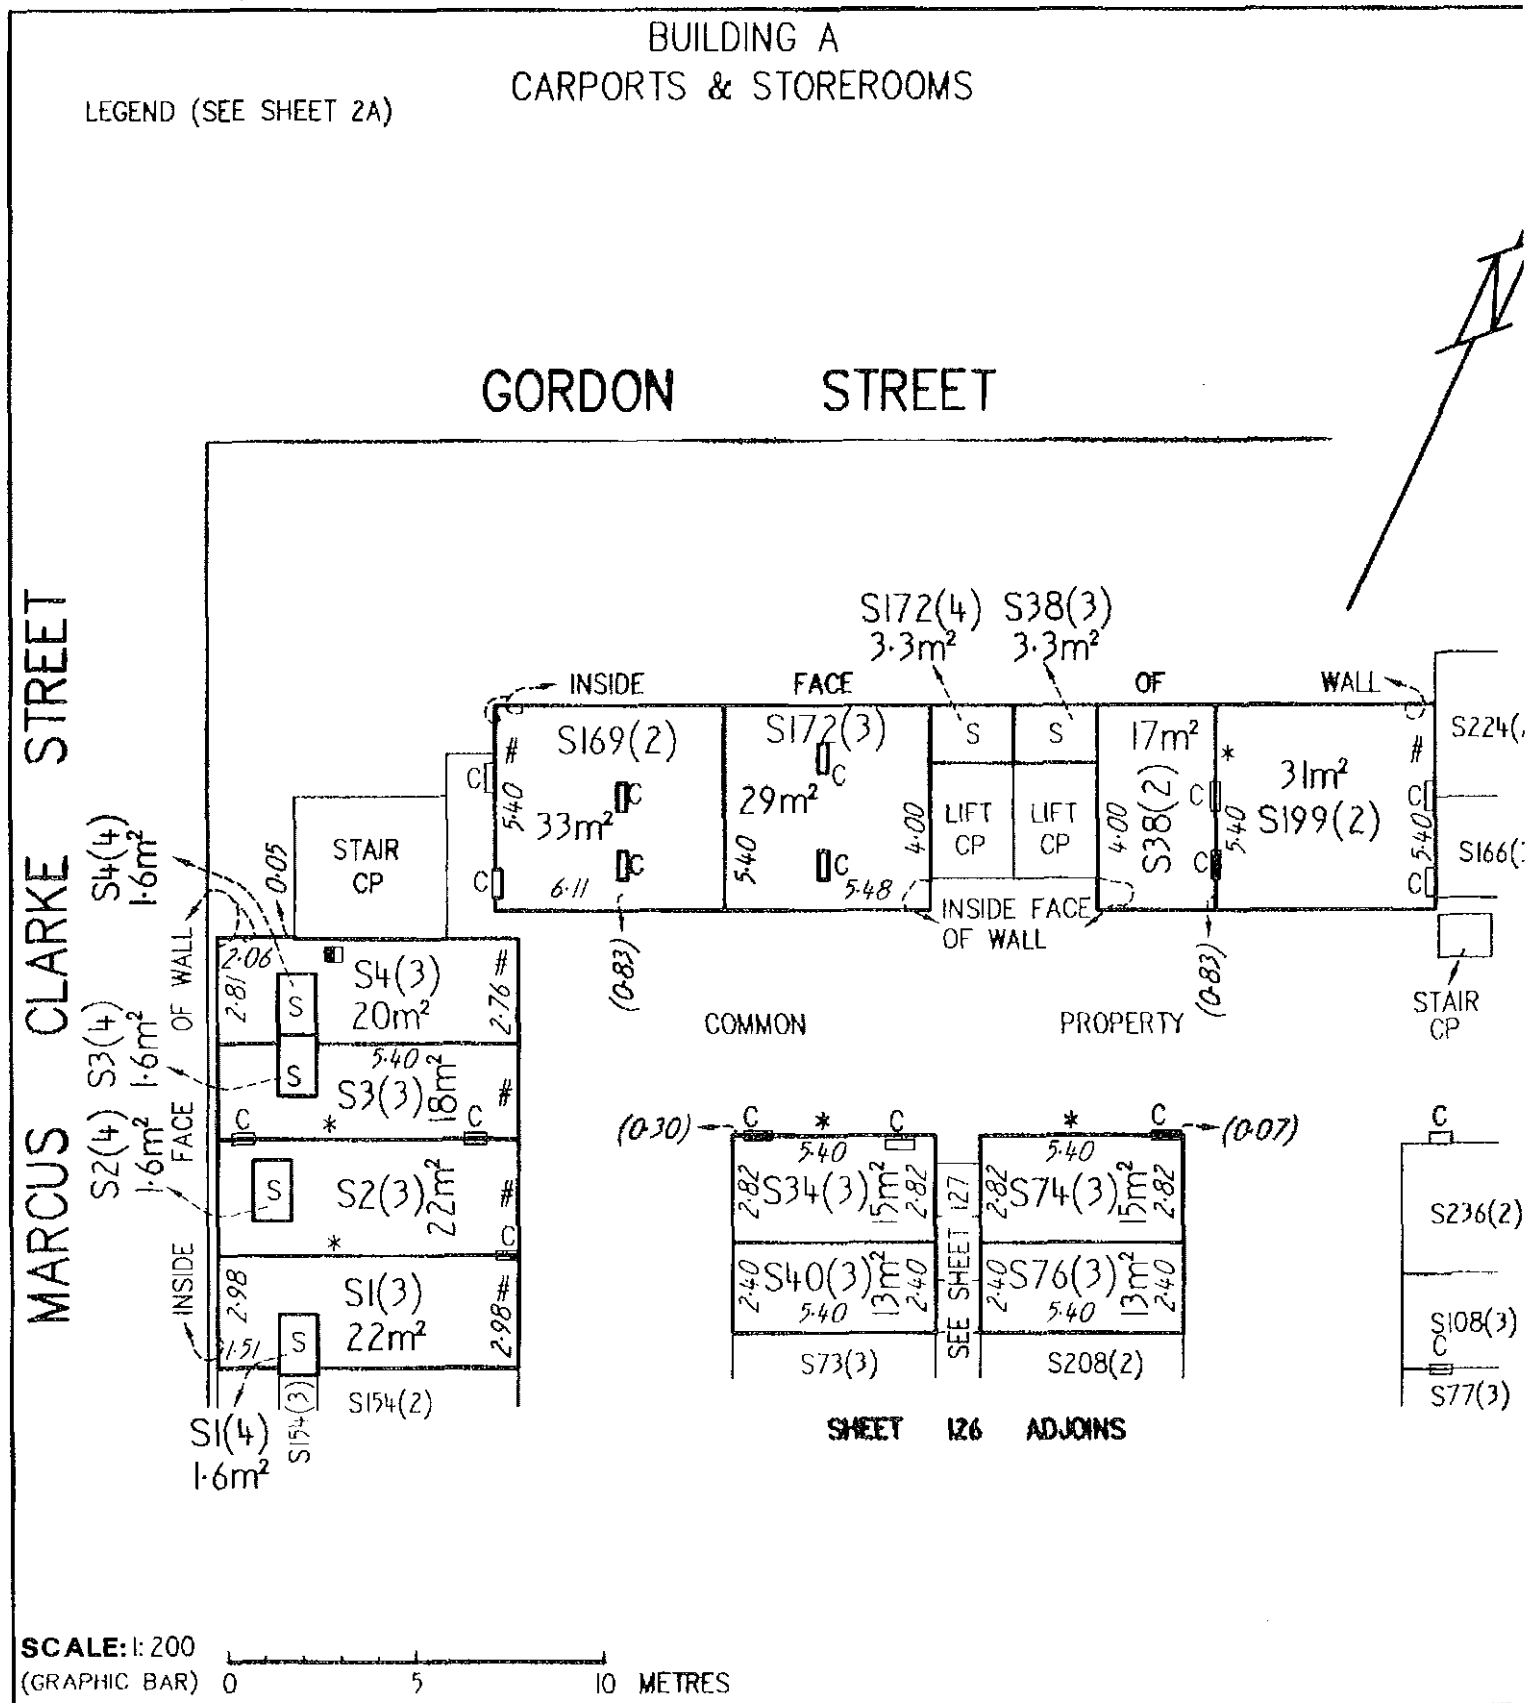 BUILDING A
CARPORTS & STOREROOMS
LEGEND (SEE SHEET 2A)
GORDON STREET
MARCUS CLARKE STREET
N
S172(4) S38(3)
3·3m² 3·3m²
INSIDE FACE OF WALL
S169(2)
33m²
#
C
C
C
C
5·40
6·11
(0·83)
S172(3)
29m²
C
C
5·40
4·00
5·48
S
S
LIFT
CP
LIFT
CP
INSIDE FACE
OF WALL
17m²
S38(2)
4·00
C
C
*
5·40
(0·83)
31m²
S199(2)
#
C
C
5·40
S224(
S166(
STAIR
CP
STAIR
CP
S4(4)
1·6m²
0·05
INSIDE FACE OF WALL
2·06
2·81
S4(3)
20m²
#
2·76
S
S3(4)
1·6m²
5·40
S3(3)
18m²
#
S
C
*
C
S2(4)
1·6m²
S
S2(3)
22m²
#
*
C
2·98
S1(3)
22m²
#
2·98
1·51
S
S1(4)
1·6m²
S154(3)
S154(2)
COMMON PROPERTY
(0·30)
C
*
C
5·40
2·82
S34(3)
15m²
2·82
2·40
S40(3)
13m²
2·40
5·40
S73(3)
SEE SHEET 127
*
C
(0·07)
5·40
2·82
S74(3)
15m²
2·82
2·40
S76(3)
13m²
2·40
5·40
S208(2)
C
S236(2)
S108(3)
C
S77(3)
SHEET 126 ADJOINS
SCALE: 1:200
(GRAPHIC BAR) 0 5 10 METRES